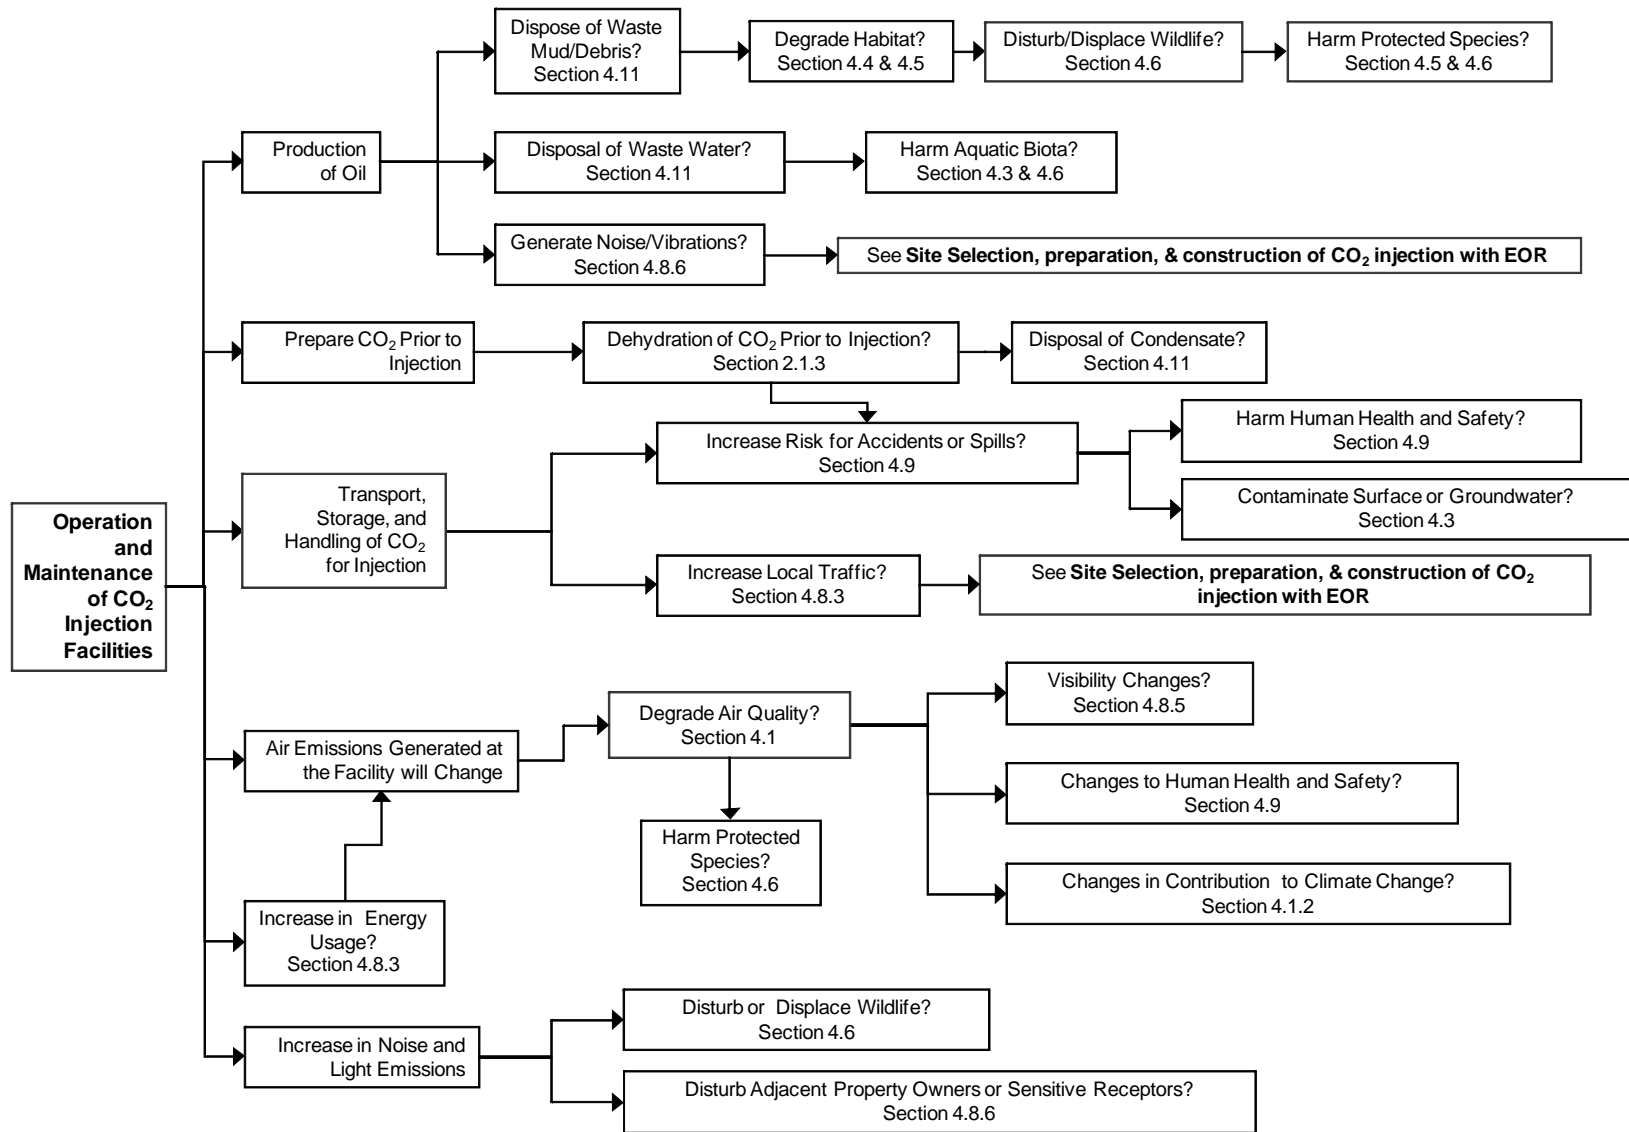 Dispose of Waste
Mud/Debris?
Section 4.11
Degrade Habitat?
Section 4.4 & 4.5
Disturb/Displace Wildlife?
Section 4.6
Harm Protected Species?
Section 4.5 & 4.6
Production
of Oil
Disposal of Waste Water?
Section 4.11
Harm Aquatic Biota?
Section 4.3 & 4.6
Generate Noise/Vibrations?
Section 4.8.6
See Site Selection, preparation, & construction of CO₂ injection with EOR
Prepare CO₂ Prior to
Injection
Dehydration of CO₂ Prior to Injection?
Section 2.1.3
Disposal of Condensate?
Section 4.11
Increase Risk for Accidents or Spills?
Section 4.9
Harm Human Health and Safety?
Section 4.9
Contaminate Surface or Groundwater?
Section 4.3
Transport,
Storage, and
Handling of CO₂
for Injection
Increase Local Traffic?
Section 4.8.3
See Site Selection, preparation, & construction of CO₂
injection with EOR
Operation
and
Maintenance
of CO₂
Injection
Facilities
Air Emissions Generated at
the Facility will Change
Degrade Air Quality?
Section 4.1
Visibility Changes?
Section 4.8.5
Changes to Human Health and Safety?
Section 4.9
Harm Protected
Species?
Section 4.6
Changes in Contribution to Climate Change?
Section 4.1.2
Increase in Energy
Usage?
Section 4.8.3
Increase in Noise and
Light Emissions
Disturb or Displace Wildlife?
Section 4.6
Disturb Adjacent Property Owners or Sensitive Receptors?
Section 4.8.6